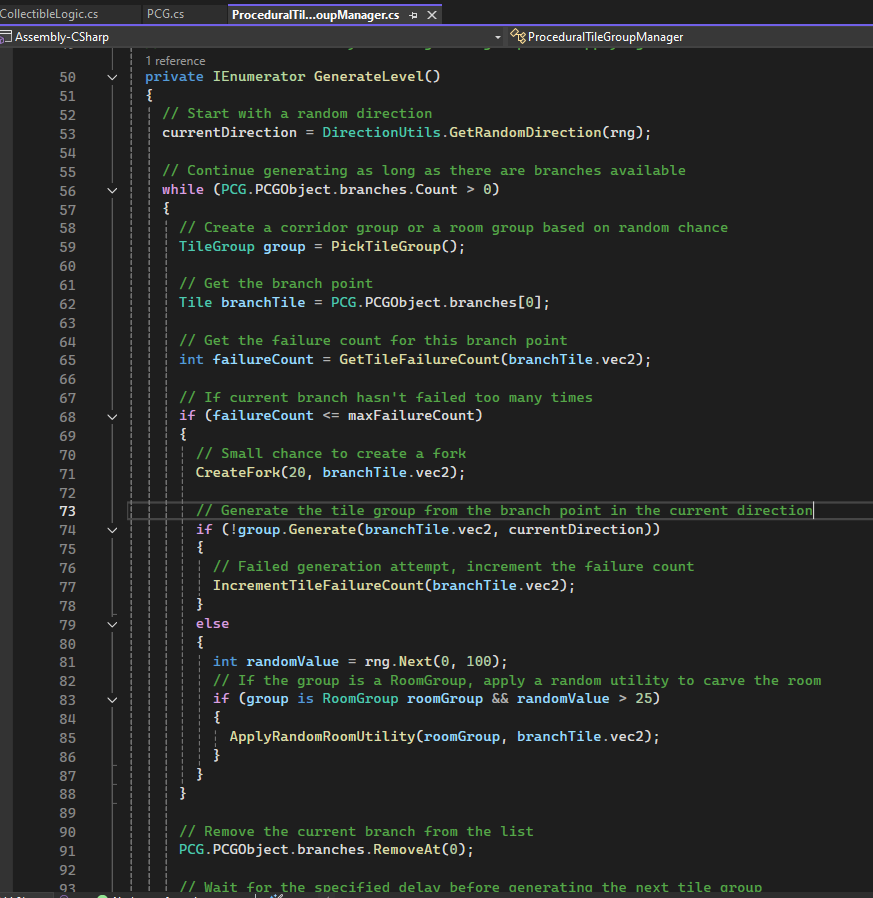 CollectibleLogic.cs PCG.cs ProceduralTil...oupManager.cs
Assembly-CSharp ProceduralTileGroupManager
1 reference
50 private IEnumerator GenerateLevel()
51 {
52 // Start with a random direction
53 currentDirection = DirectionUtils.GetRandomDirection(rng);
54
55 // Continue generating as long as there are branches available
56 while (PCG.PCGObject.branches.Count > 0)
57 {
58 // Create a corridor group or a room group based on random chance
59 TileGroup group = PickTileGroup();
60
61 // Get the branch point
62 Tile branchTile = PCG.PCGObject.branches[0];
63
64 // Get the failure count for this branch point
65 int failureCount = GetTileFailureCount(branchTile.vec2);
66
67 // If current branch hasn't failed too many times
68 if (failureCount <= maxFailureCount)
69 {
70 // Small chance to create a fork
71 CreateFork(20, branchTile.vec2);
72
73 // Generate the tile group from the branch point in the current direction
74 if (!group.Generate(branchTile.vec2, currentDirection))
75 {
76 // Failed generation attempt, increment the failure count
77 IncrementTileFailureCount(branchTile.vec2);
78 }
79 else
80 {
81 int randomValue = rng.Next(0, 100);
82 // If the group is a RoomGroup, apply a random utility to carve the room
83 if (group is RoomGroup roomGroup && randomValue > 25)
84 {
85 ApplyRandomRoomUtility(roomGroup, branchTile.vec2);
86 }
87 }
88 }
89
90 // Remove the current branch from the list
91 PCG.PCGObject.branches.RemoveAt(0);
92
93 // Wait for the specified delay before generating the next tile group